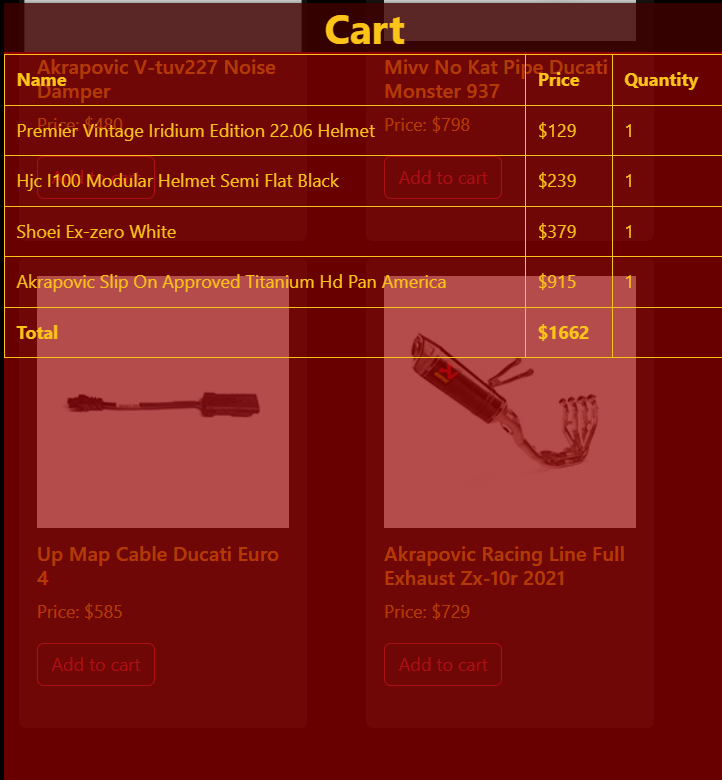 Cart
Akrapovic V-tuv227 Noise
Damper
Price: $480
Add to cart
Mivv No Kat Pipe Ducati
Monster 937
Price: $798
Add to cart
Name Price Quantity
Premier Vintage Iridium Edition 22.06 Helmet $129 1
Hjc I100 Modular Helmet Semi Flat Black $239 1
Shoei Ex-zero White $379 1
Akrapovic Slip On Approved Titanium Hd Pan America $915 1
Total $1662
Up Map Cable Ducati Euro
4
Price: $585
Add to cart
Akrapovic Racing Line Full
Exhaust Zx-10r 2021
Price: $729
Add to cart